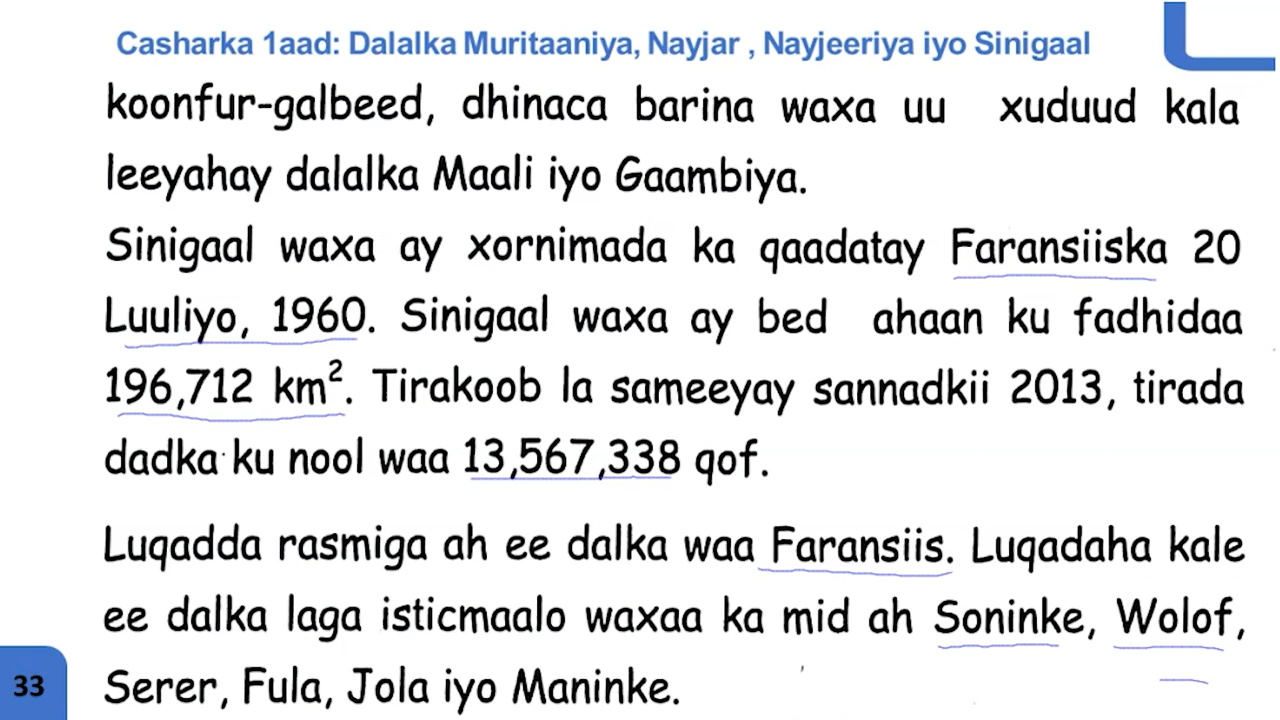 Casharka 1aad: Dalalka Muritaaniya, Nayjar , Nayjeeriya iyo Sinigaal
koonfur-galbeed, dhinaca barina waxa uu xuduud kala
leeyahay dalalka Maali iyo Gaambiya.
Sinigaal waxa ay xornimada ka qaadatay Faransiiska 20
Luuliyo, 1960. Sinigaal waxa ay bed ahaan ku fadhidaa
196,712 km². Tirakoob la sameeyay sannadkii 2013, tirada
dadka ku nool waa 13,567,338 qof.
Luqadda rasmiga ah ee dalka waa Faransiis. Luqadaha kale
ee dalka laga isticmaalo waxaa ka mid ah Soninke, Wolof,
Serer, Fula, Jola iyo Maninke.
33